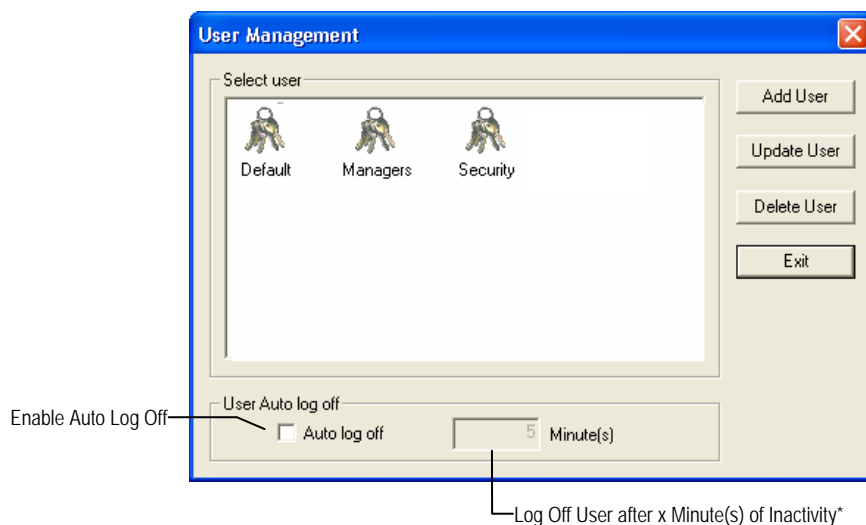 User Management
Select user
Default Managers Security
Add User
Update User
Delete User
Exit
User Auto log off
Enable Auto Log Off
Auto log off 5 Minute(s)
Log Off User after x Minute(s) of Inactivity*